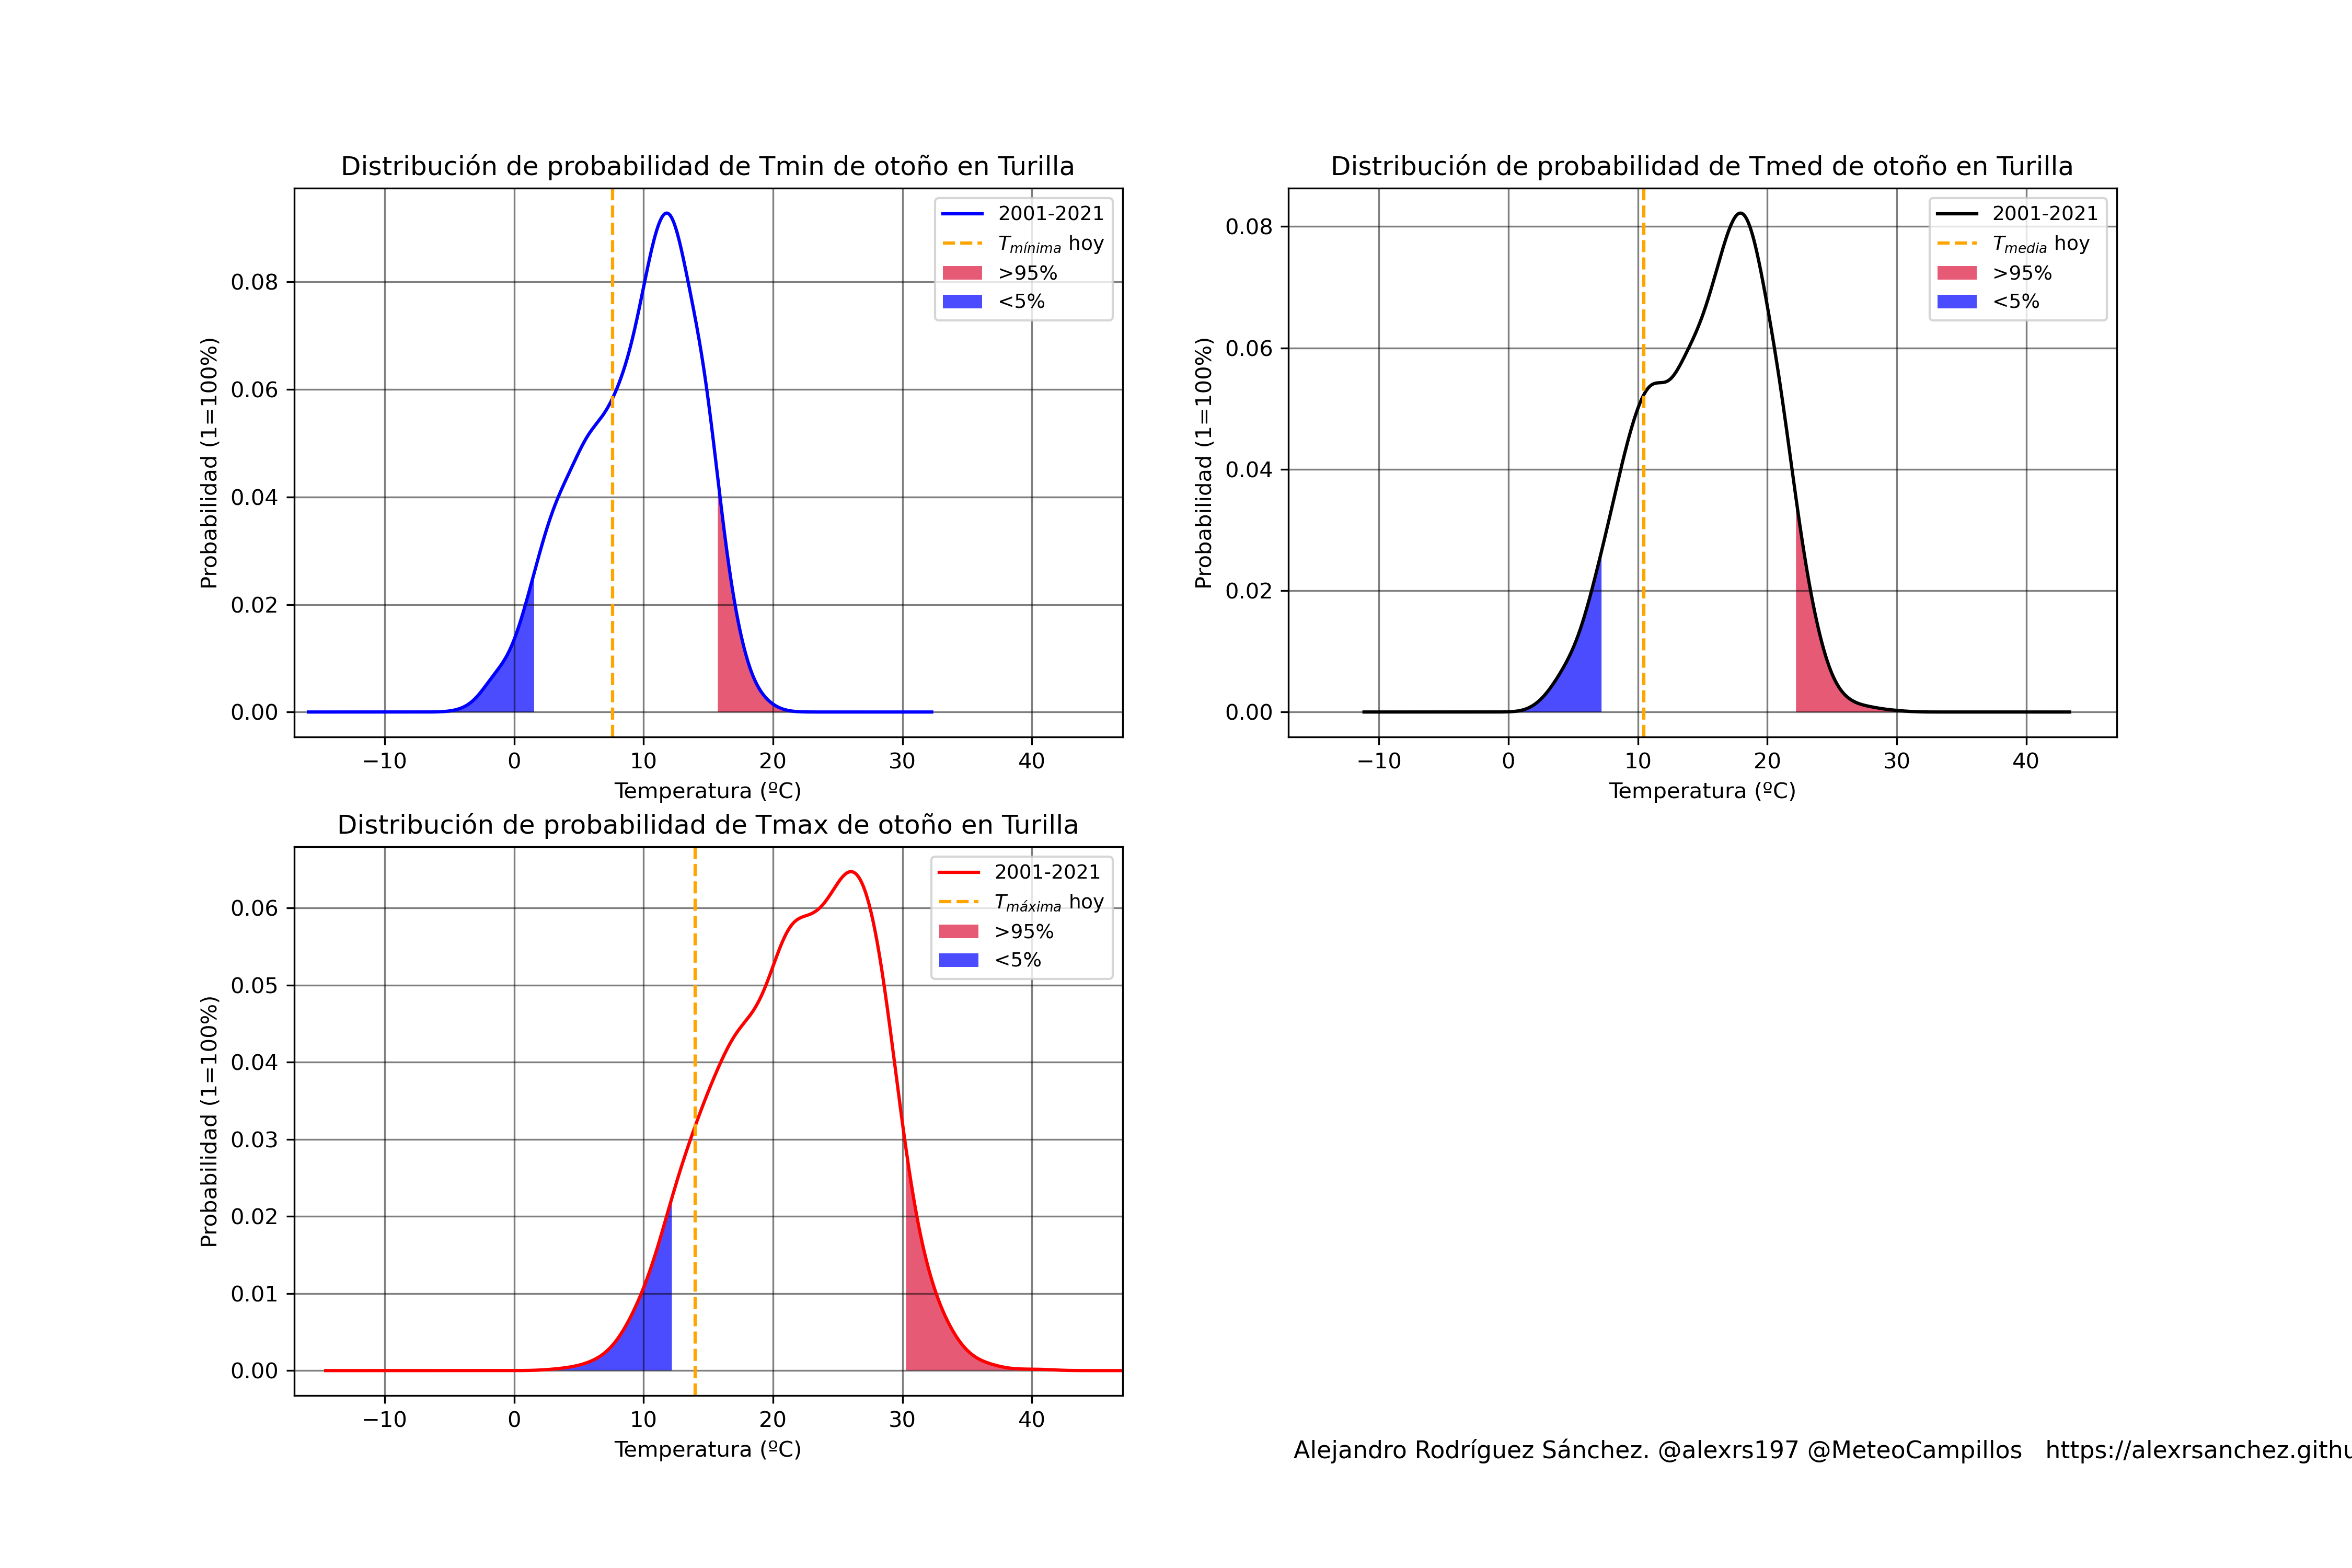 Distribución de probabilidad de Tmin de otoño en Turilla
Probabilidad (1=100%)
0.08
0.06
0.04
0.02
0.00
2001-2021
Tmínima hoy
>95%
<5%
−10 0 10 20 30 40
Temperatura (ºC)
Distribución de probabilidad de Tmed de otoño en Turilla
Probabilidad (1=100%)
0.08
0.06
0.04
0.02
0.00
2001-2021
Tmedia hoy
>95%
<5%
−10 0 10 20 30 40
Temperatura (ºC)
Distribución de probabilidad de Tmax de otoño en Turilla
Probabilidad (1=100%)
0.06
0.05
0.04
0.03
0.02
0.01
0.00
2001-2021
Tmáxima hoy
>95%
<5%
−10 0 10 20 30 40
Temperatura (ºC)
Alejandro Rodríguez Sánchez. @alexrs197 @MeteoCampillos https://alexrsanchez.githu